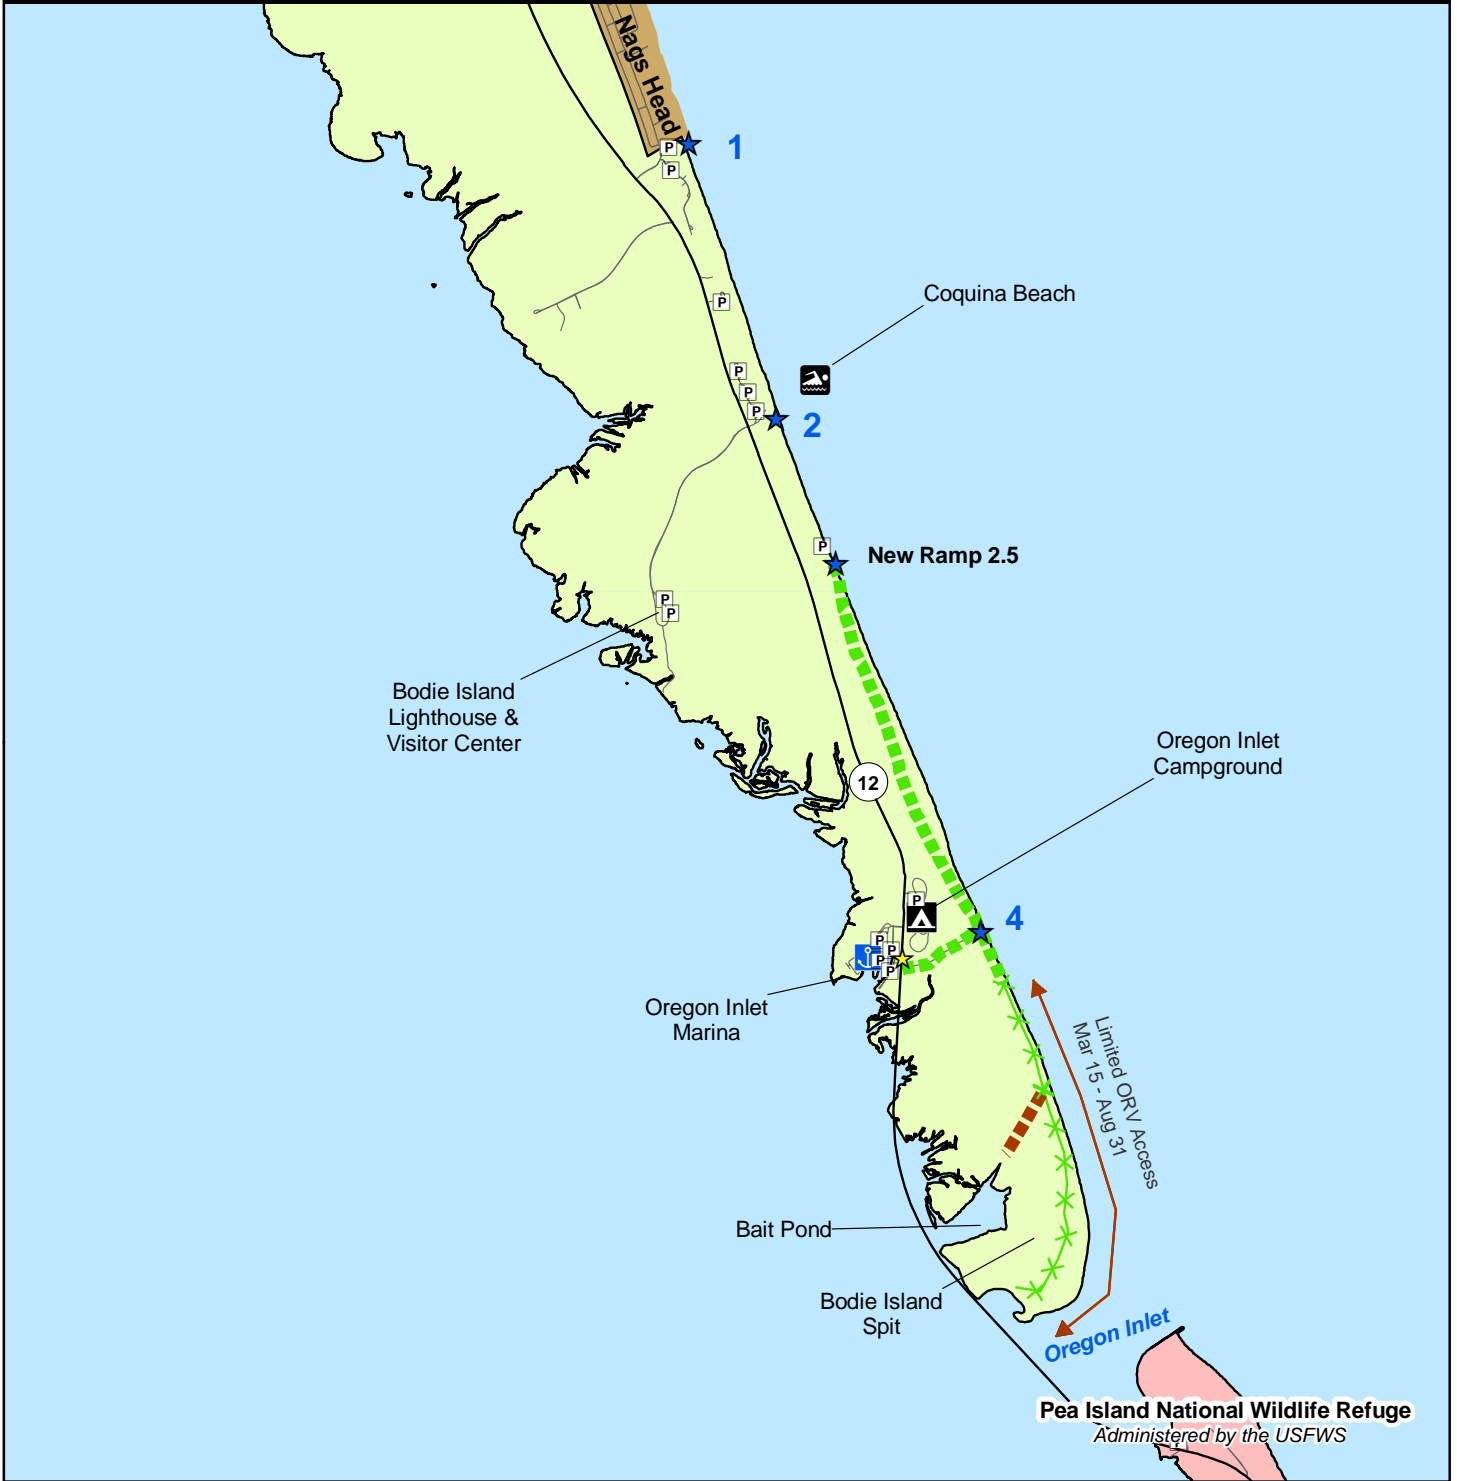 Nags Head
P
1
P
Coquina Beach
P
P
P
P
2
P
New Ramp 2.5
P
P
Bodie Island
Lighthouse &
Visitor Center
Oregon Inlet
Campground
12
P
4
P
P
P
P
Oregon Inlet
Marina
Limited ORV Access
Mar 15 - Aug 31
Bait Pond
Bodie Island
Spit
Oregon Inlet
Pea Island National Wildlife Refuge
Administered by the USFWS
P